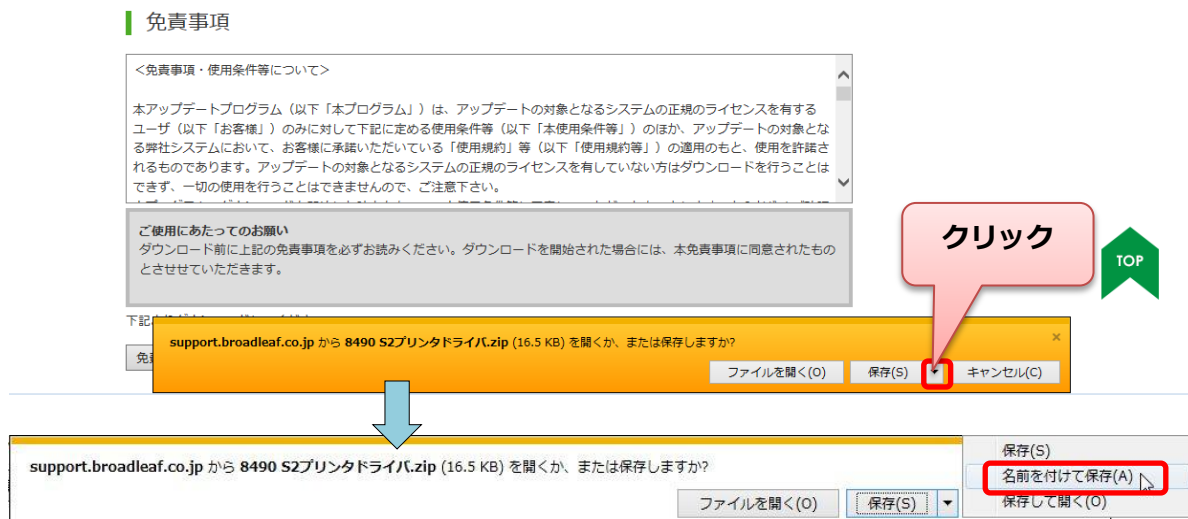 免責事項
<免責事項・使用条件等について>
本アップデートプログラム（以下「本プログラム」）は、アップデートの対象となるシステムの正規のライセンスを有する
ユーザ（以下「お客様」）のみに対して下記に定める使用条件等（以下「本使用条件等」）のほか、アップデートの対象とな
る弊社システムにおいて、お客様に承諾いただいている「使用規約」等（以下「使用規約等」）の適用のもと、使用を許諾さ
れるものであります。アップデートの対象となるシステムの正規のライセンスを有していない方はダウンロードを行うことは
できず、一切の使用を行うことはできませんので、ご注意下さい。
ご使用にあたってのお願い
ダウンロード前に上記の免責事項を必ずお読みください。ダウンロードを開始された場合には、本免責事項に同意されたもの
とさせせていただきます。
クリック
TOP
下記
免
support.broadleaf.co.jp から 8490 S2プリンタドライバ.zip (16.5 KB) を開くか、または保存しますか?
×
ファイルを開く(O) 保存(S) キャンセル(C)
support.broadleaf.co.jp から 8490 S2プリンタドライバ.zip (16.5 KB) を開くか、または保存しますか?
ファイルを開く(O) 保存(S)
保存(S)
名前を付けて保存(A)
保存して開く(O)